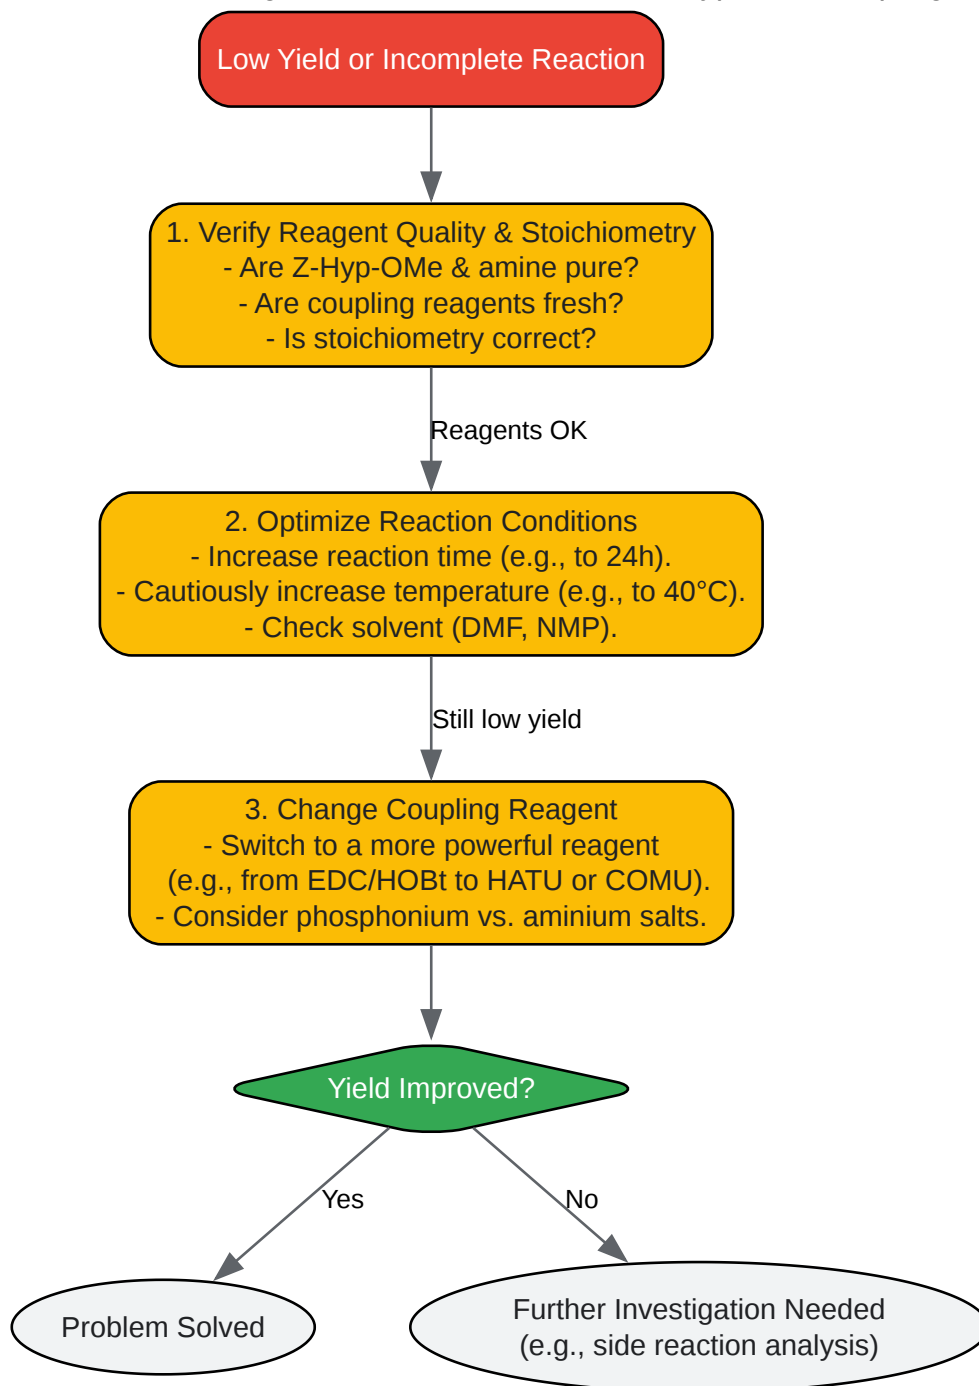 Low Yield or Incomplete Reaction
1. Verify Reagent Quality & Stoichiometry
- Are Z-Hyp-OMe & amine pure?
- Are coupling reagents fresh?
- Is stoichiometry correct?
Reagents OK
2. Optimize Reaction Conditions
- Increase reaction time (e.g., to 24h).
- Cautiously increase temperature (e.g., to 40°C).
- Check solvent (DMF, NMP).
Still low yield
3. Change Coupling Reagent
- Switch to a more powerful reagent
(e.g., from EDC/HOBt to HATU or COMU).
- Consider phosphonium vs. aminium salts.
Yield Improved?
Yes
No
Problem Solved
Further Investigation Needed
(e.g., side reaction analysis)